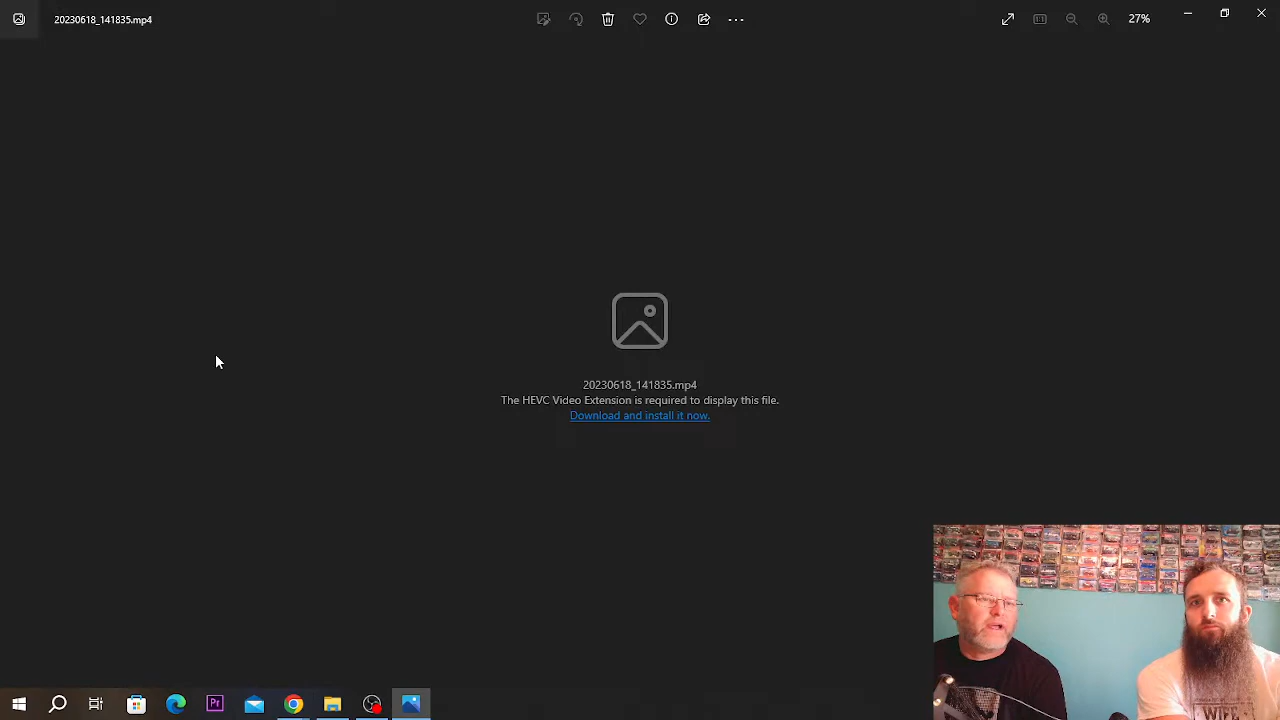 20230618_141835.mp4
27%
20230618_141835.mp4
The HEVC Video Extension is required to display this file.
Download and install it now.
Pr